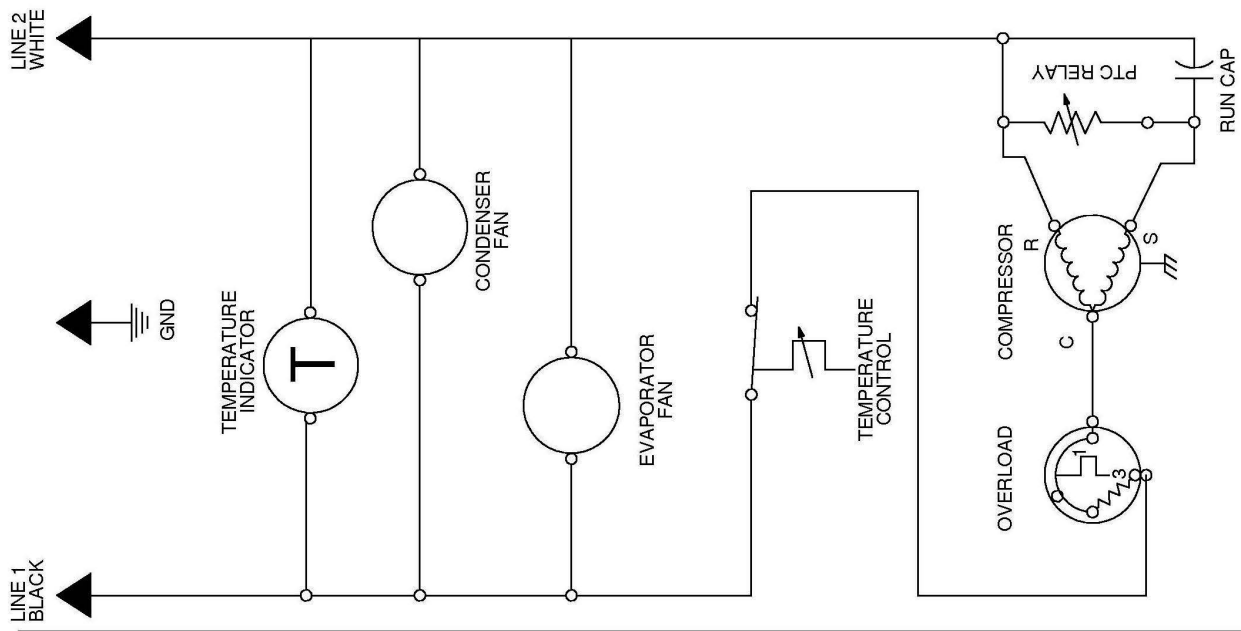 LINE 1
BLACK
LINE 2
WHITE
GND
TEMPERATURE
INDICATOR
T
CONDENSER
FAN
EVAPORATOR
FAN
TEMPERATURE
CONTROL
OVERLOAD
1
3
C
COMPRESSOR
R
S
PTC RELAY
RUN CAP